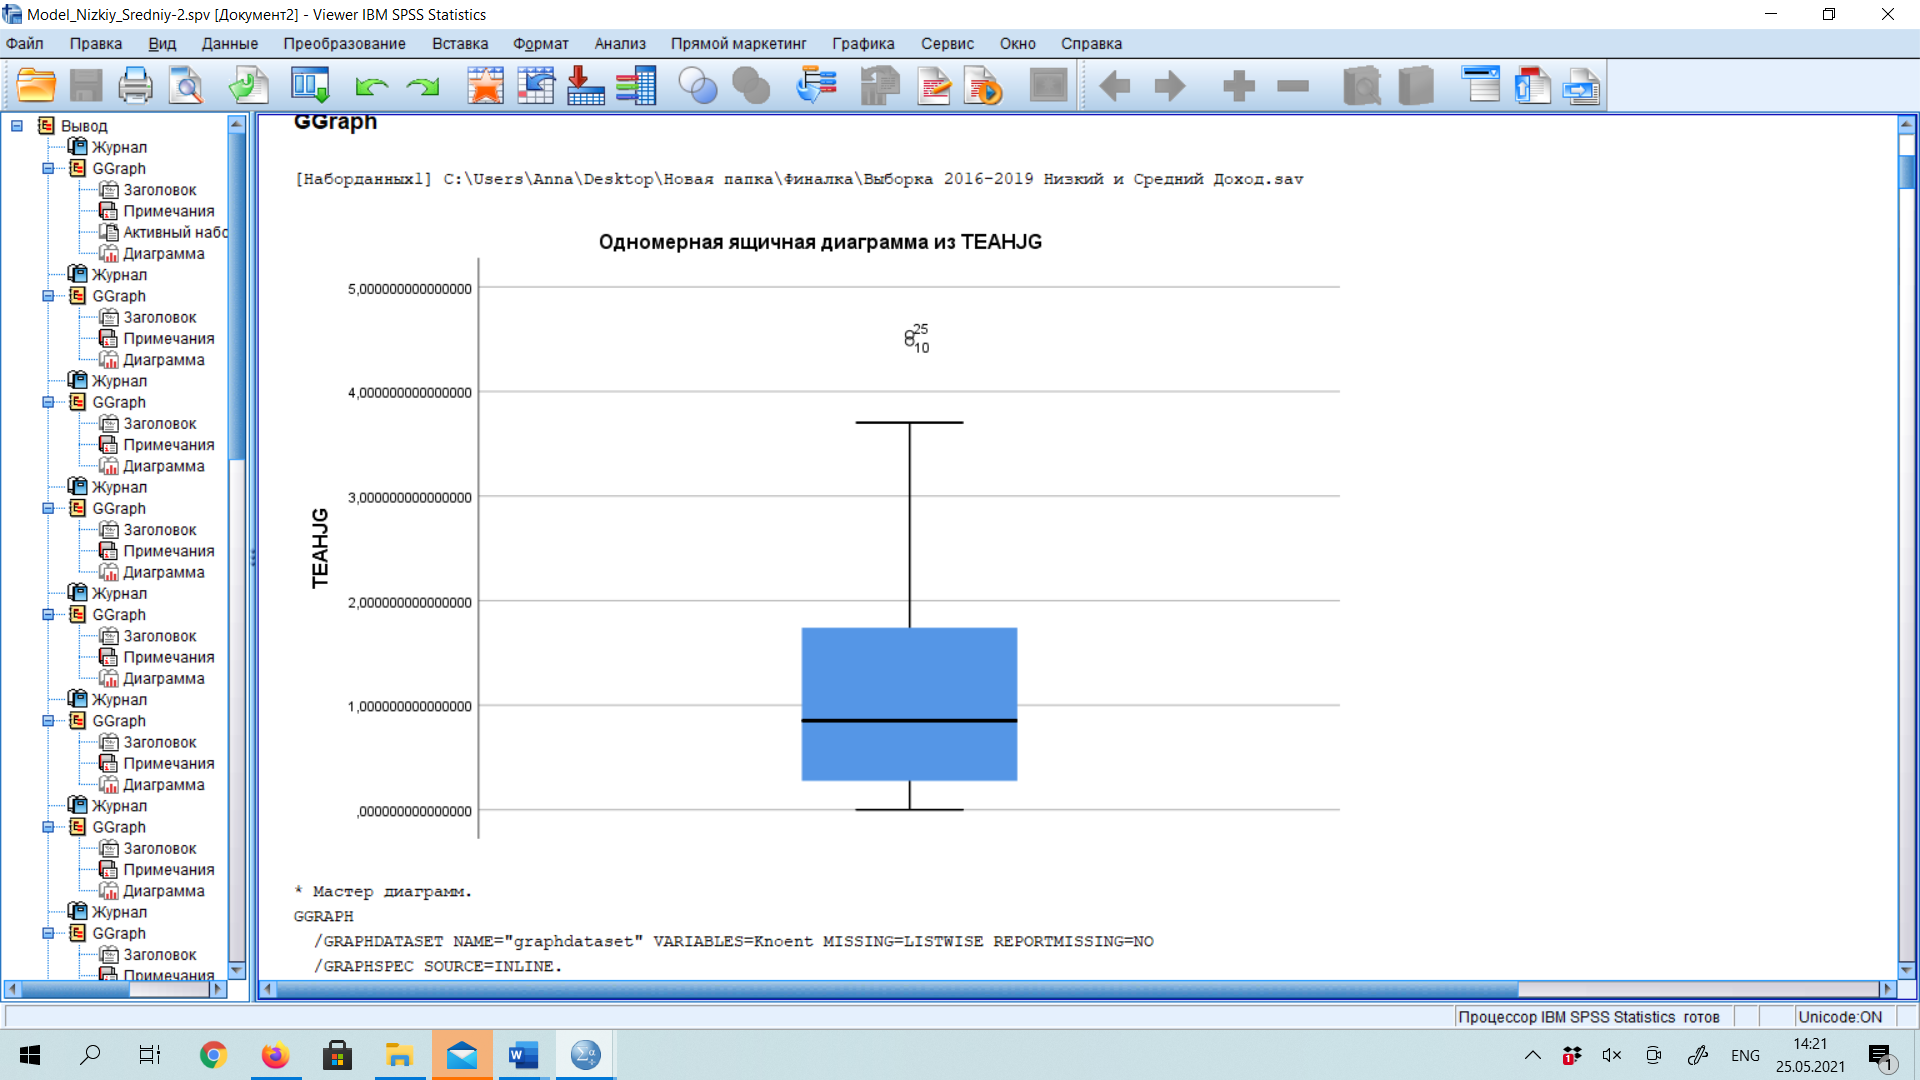 Model_Nizkiy_Sredniy-2.spv [Документ2] - Viewer IBM SPSS Statistics
Файл Правка Вид Данные Преобразование Вставка Формат Анализ Прямой маркетинг Графика Сервис Окно Справка
Вывод
Журнал
GGraph
Заголовок
Примечания
Активный набо
Диаграмма
Журнал
GGraph
Заголовок
Примечания
Диаграмма
Журнал
GGraph
Заголовок
Примечания
Диаграмма
Журнал
GGraph
Заголовок
Примечания
Диаграмма
Журнал
GGraph
Заголовок
Примечания
Диаграмма
Журнал
GGraph
Заголовок
Примечания
Диаграмма
Журнал
GGraph
Заголовок
Примечания
Диаграмма
Журнал
GGraph
Заголовок
Примечания
GGraph
[Наборданных1] C:\Users\Anna\Desktop\Новая папка\Финалка\Выборка 2016-2019 Низкий и Средний Доход.sav
Одномерная ящичная диаграмма из TEAHJG
5,000000000000000
25
10
4,000000000000000
3,000000000000000
TEAHJG
2,000000000000000
1,000000000000000
,000000000000000
* Мастер диаграмм.
GGRAPH
/GRAPHDATASET NAME="graphdataset" VARIABLES=Knoent MISSING=LISTWISE REPORTMISSING=NO
/GRAPHSPEC SOURCE=INLINE.
Процессор IBM SPSS Statistics готов Unicode:ON
ENG
14:21
25.05.2021
1
1